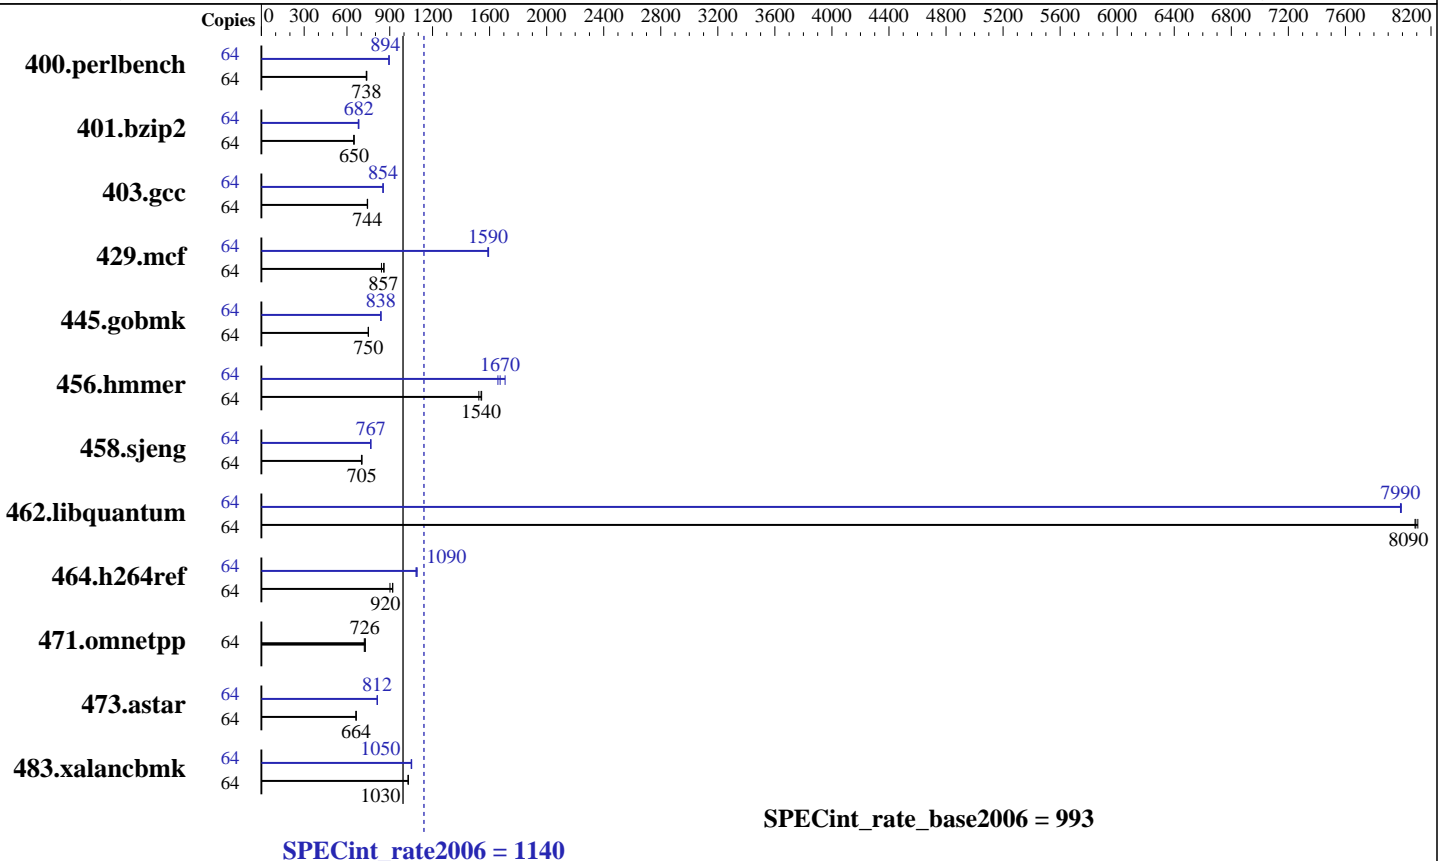 Copies 0 300 600 900 1200 1600 2000 2400 2800 3200 3600 4000 4400 4800 5200 5600 6000 6400 6800 7200 7600 8200
400.perlbench 64 894
64 738
401.bzip2 64 682
64 650
403.gcc 64 854
64 744
429.mcf 64 1590
64 857
445.gobmk 64 838
64 750
456.hmmer 64 1670
64 1540
458.sjeng 64 767
64 705
462.libquantum 64 7990
64 8090
464.h264ref 64 1090
64 920
471.omnetpp 64 726
473.astar 64 812
64 664
483.xalancbmk 64 1050
64 1030
SPECint_rate_base2006 = 993
SPECint_rate2006 = 1140